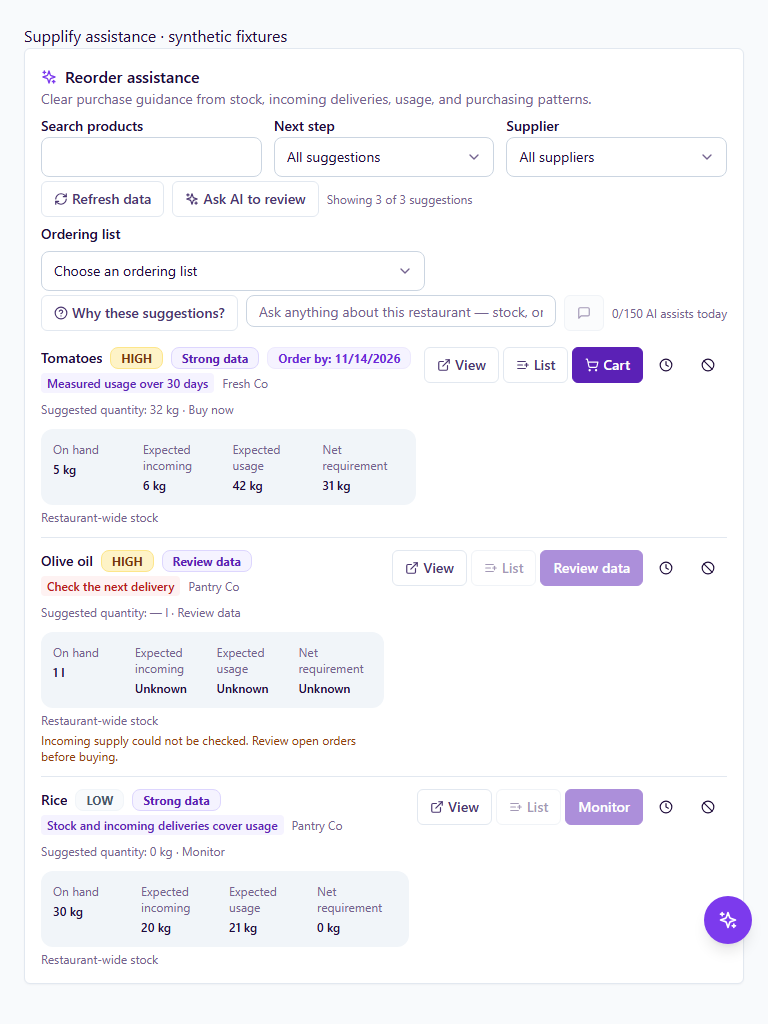 Supplify assistance · synthetic fixtures
Reorder assistance
Clear purchase guidance from stock, incoming deliveries, usage, and purchasing patterns.
Search products
Next step
Supplier
All suggestions
All suppliers
Refresh data
Ask AI to review
Showing 3 of 3 suggestions
Ordering list
Choose an ordering list
Why these suggestions?
Ask anything about this restaurant — stock, or
0/150 AI assists today
Tomatoes HIGH Strong data Order by: 11/14/2026 View List Cart
Measured usage over 30 days Fresh Co
Suggested quantity: 32 kg · Buy now
On hand Expected incoming Expected usage Net requirement
5 kg 6 kg 42 kg 31 kg
Restaurant-wide stock
Olive oil HIGH Review data View List Review data
Check the next delivery Pantry Co
Suggested quantity: — l · Review data
On hand Expected incoming Expected usage Net requirement
1 l Unknown Unknown Unknown
Restaurant-wide stock
Incoming supply could not be checked. Review open orders
before buying.
Rice LOW Strong data View List Monitor
Stock and incoming deliveries cover usage Pantry Co
Suggested quantity: 0 kg · Monitor
On hand Expected incoming Expected usage Net requirement
30 kg 20 kg 21 kg 0 kg
Restaurant-wide stock